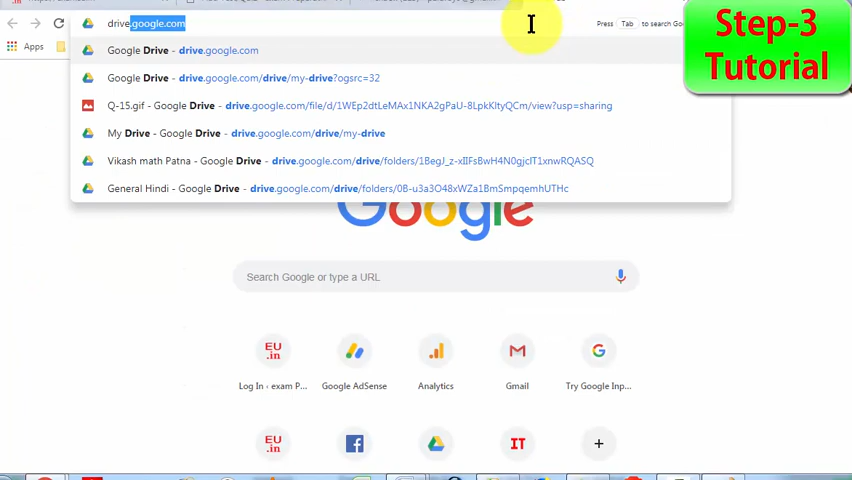 drive.google.com
Press Tab to search
Step-3
Tutorial
Apps
Google Drive - drive.google.com
Google Drive - drive.google.com/drive/my-drive?ogsrc=32
Q-15.gif - Google Drive - drive.google.com/file/d/1WEp2dtLeMAx1NKA2gPaU-8LpkKltyQCm/view?usp=sharing
My Drive - Google Drive - drive.google.com/drive/my-drive
Vikash math Patna - Google Drive - drive.google.com/drive/folders/1BegJ_z-xIIFsBwH4N0gjclT1xnwRQASQ
General Hindi - Google Drive - drive.google.com/drive/folders/0B-u3a3O48xWZa1BmSmpqemhUTHc
Google
Search Google or type a URL
EU
.in
Log In ‹ exam P...
Google AdSense
Analytics
Gmail
G
Try Google Inp...
EU
.in
IT